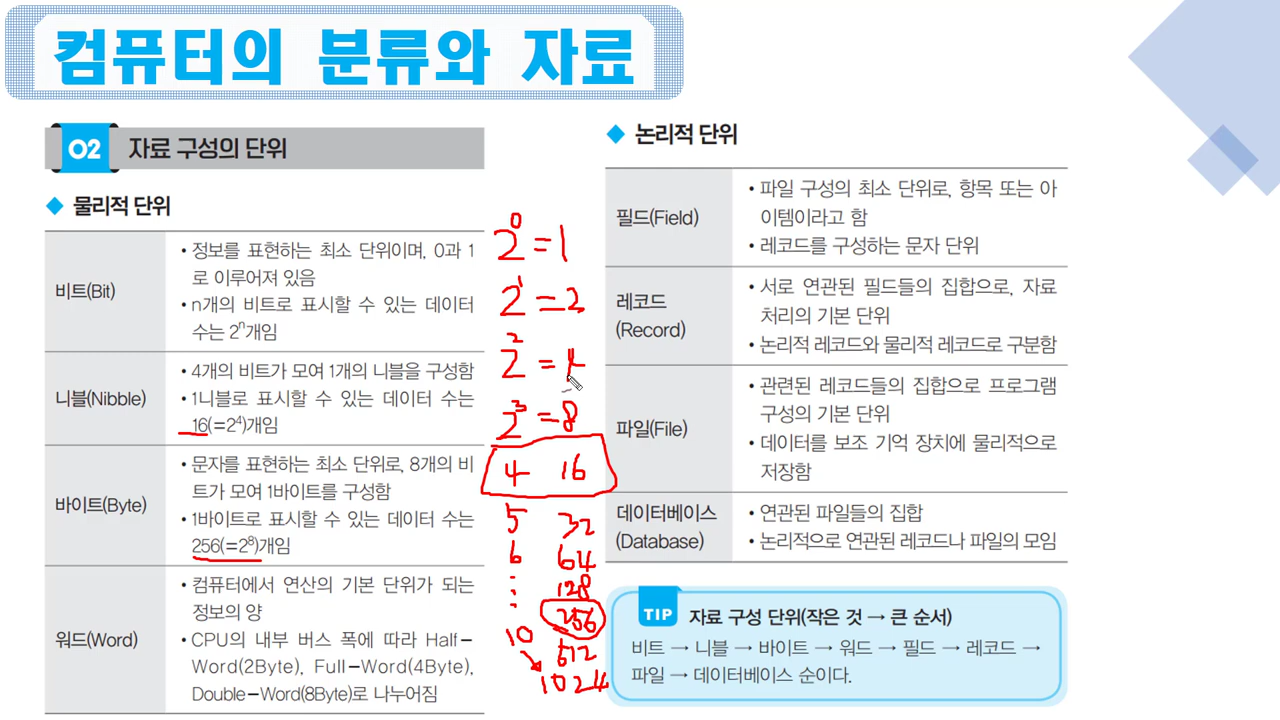 컴퓨터의 분류와 자료
02 자료 구성의 단위
◆ 물리적 단위
비트(Bit)
• 정보를 표현하는 최소 단위이며, 0과 1
로 이루어져 있음
• n개의 비트로 표시할 수 있는 데이터
수는 2ⁿ개임
니블(Nibble)
• 4개의 비트가 모여 1개의 니블을 구성함
• 1니블로 표시할 수 있는 데이터 수는
16(=2⁴)개임
바이트(Byte)
• 문자를 표현하는 최소 단위로, 8개의 비
트가 모여 1바이트를 구성함
• 1바이트로 표시할 수 있는 데이터 수는
256(=2⁸)개임
워드(Word)
• 컴퓨터에서 연산의 기본 단위가 되는
정보의 양
• CPU의 내부 버스 폭에 따라 Half-
Word(2Byte), Full-Word(4Byte),
Double-Word(8Byte)로 나누어짐
2⁰=1
2¹=2
2²=4
2³=8
4 16
5 32
6 64
⋮ 128
256
10 512
1024
◆ 논리적 단위
필드(Field)
• 파일 구성의 최소 단위로, 항목 또는 아
이템이라고 함
• 레코드를 구성하는 문자 단위
레코드
(Record)
• 서로 연관된 필드들의 집합으로, 자료
처리의 기본 단위
• 논리적 레코드와 물리적 레코드로 구분함
파일(File)
• 관련된 레코드들의 집합으로 프로그램
구성의 기본 단위
• 데이터를 보조 기억 장치에 물리적으로
저장함
데이터베이스
(Database)
• 연관된 파일들의 집합
• 논리적으로 연관된 레코드나 파일의 모임
TIP 자료 구성 단위(작은 것 → 큰 순서)
비트 → 니블 → 바이트 → 워드 → 필드 → 레코드 →
파일 → 데이터베이스 순이다.